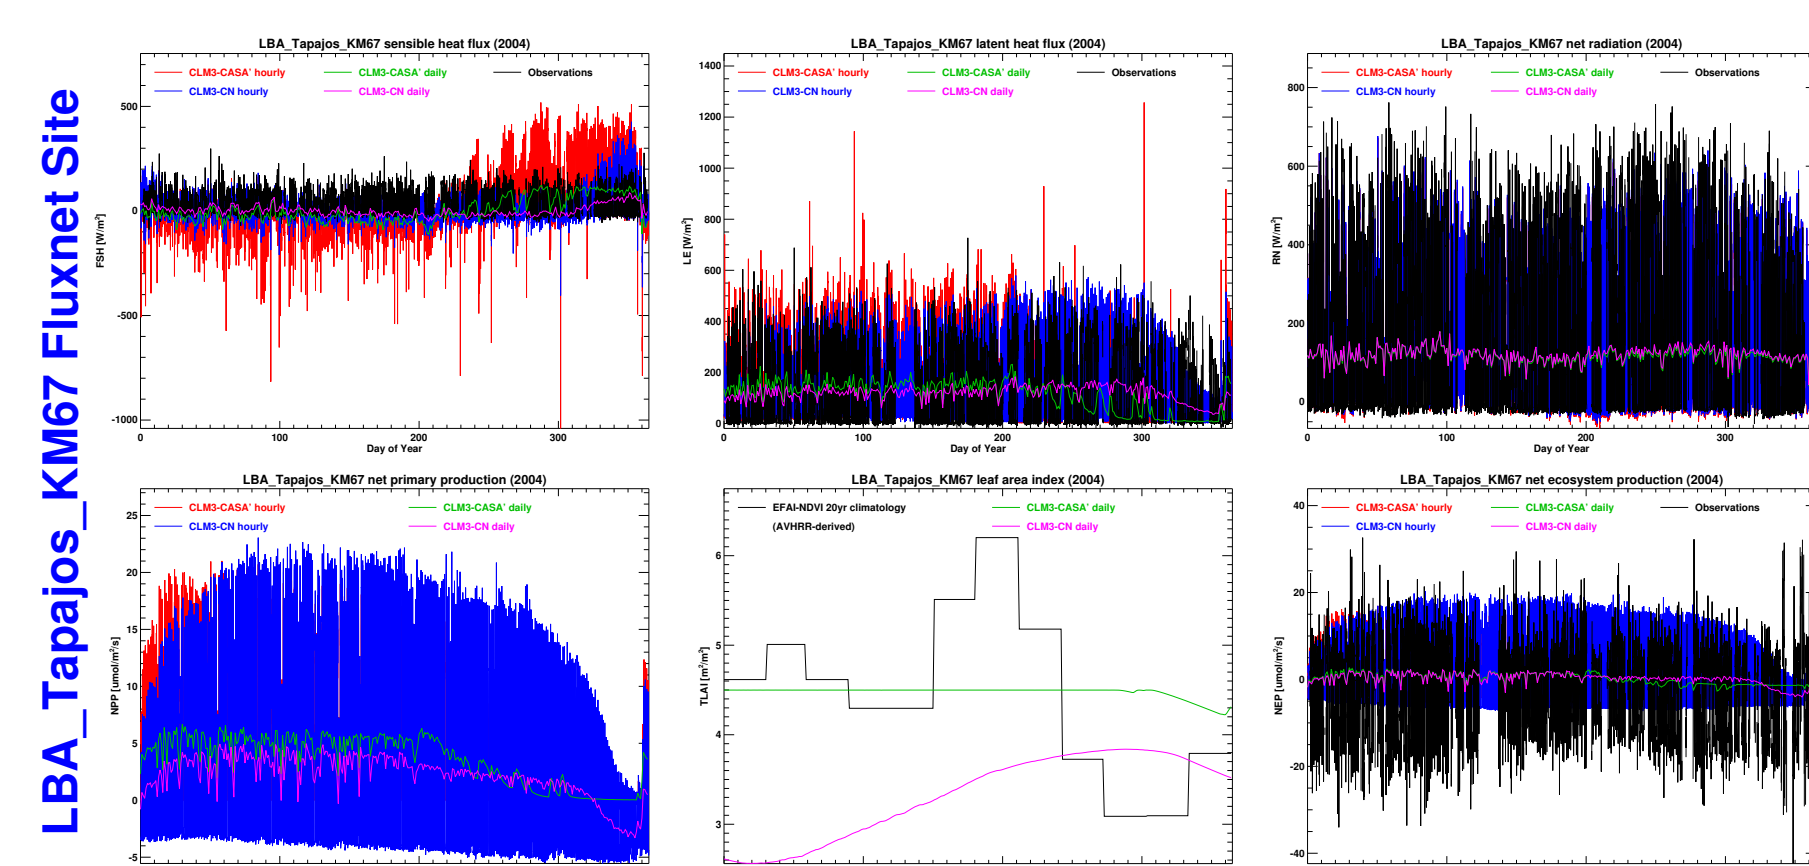 LBA_Tapajos_KM67 Fluxnet Site
LBA_Tapajos_KM67 sensible heat flux (2004)
CLM3-CASA' hourly
CLM3-CASA' daily
Observations
CLM3-CN hourly
CLM3-CN daily
500
0
-500
-1000
FSH [W/m²]
0 100 200 300
Day of Year
LBA_Tapajos_KM67 latent heat flux (2004)
CLM3-CASA' hourly
CLM3-CASA' daily
Observations
CLM3-CN hourly
CLM3-CN daily
1400
1200
1000
800
600
400
200
0
LE [W/m²]
0 100 200 300
Day of Year
LBA_Tapajos_KM67 net radiation (2004)
CLM3-CASA' hourly
CLM3-CASA' daily
Observations
CLM3-CN hourly
CLM3-CN daily
800
600
400
200
0
RN [W/m²]
0 100 200 300
Day of Year
LBA_Tapajos_KM67 net primary production (2004)
CLM3-CASA' hourly
CLM3-CASA' daily
CLM3-CN hourly
CLM3-CN daily
25
20
15
10
5
0
-5
NPP [umol/m²/s]
LBA_Tapajos_KM67 leaf area index (2004)
EFAI-NDVI 20yr climatology
CLM3-CASA' daily
(AVHRR-derived)
CLM3-CN daily
6
5
4
3
TLAI [m²/m²]
LBA_Tapajos_KM67 net ecosystem production (2004)
CLM3-CASA' hourly
CLM3-CASA' daily
Observations
CLM3-CN hourly
CLM3-CN daily
40
20
0
-20
-40
NEP [umol/m²/s]